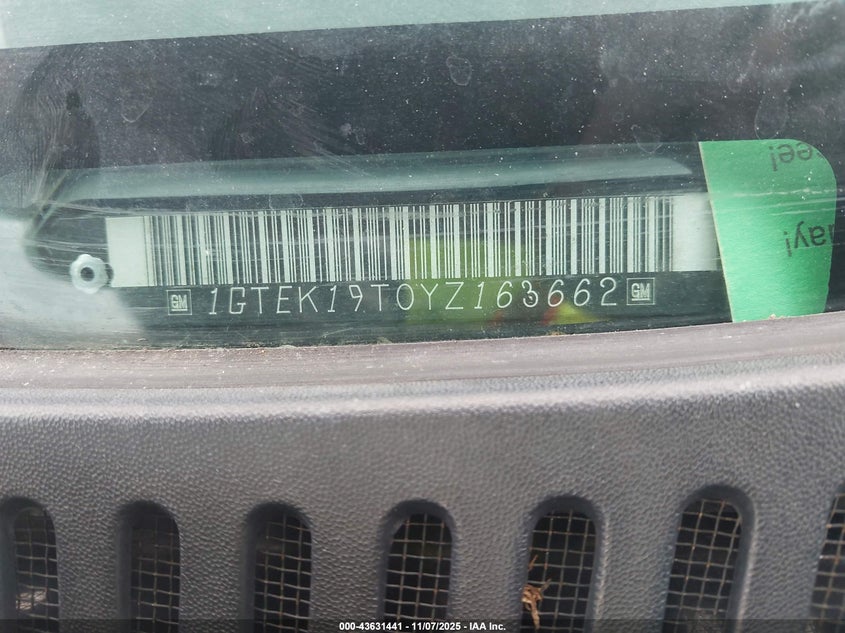 GM 1GTEK19T0YZ163662 GM
000-43631441 - 11/07/2025 - IAA Inc.